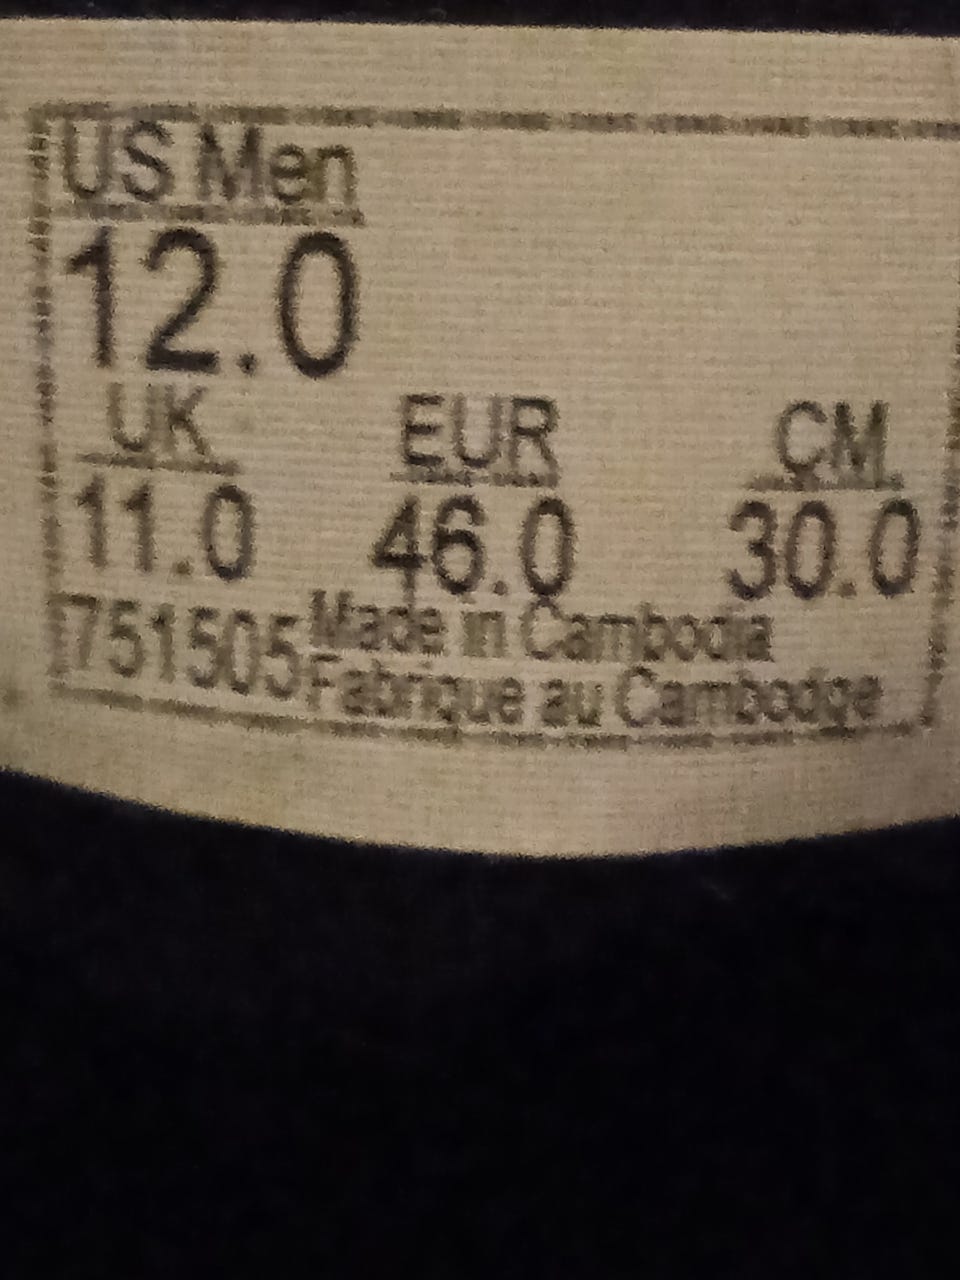 US Men
12.0
UK EUR CM
11.0 46.0 30.0
751505 Made in Cambodia
Fabrique au Cambodge